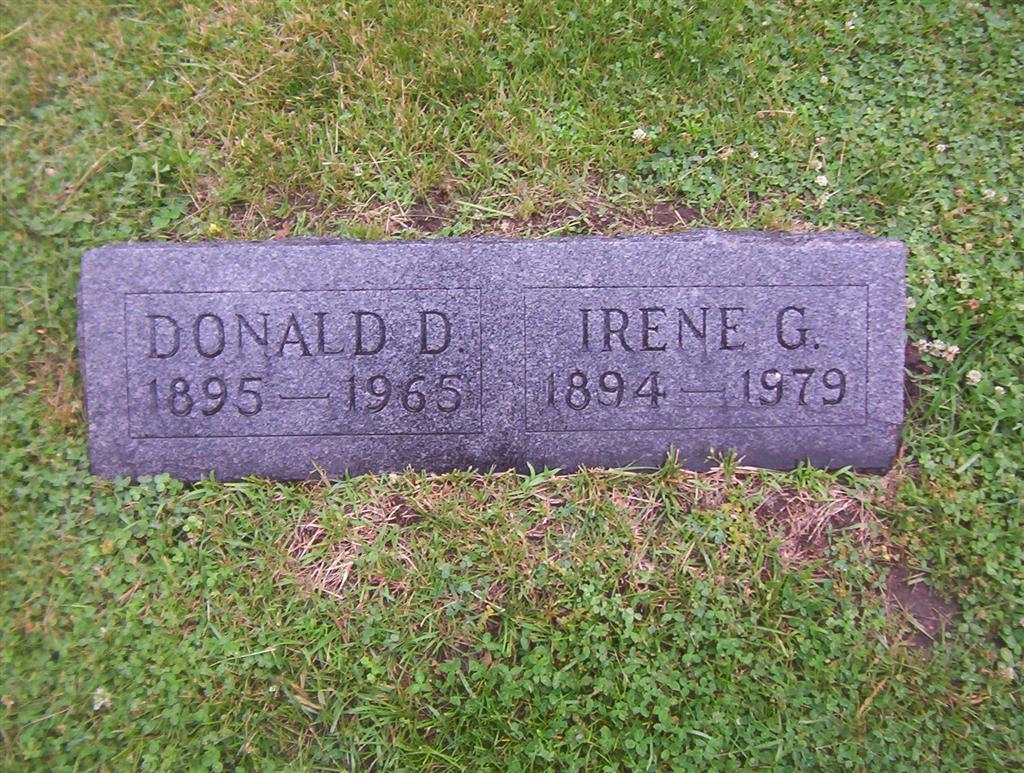 DONALD D.
1895 — 1965
IRENE G.
1894 — 1979